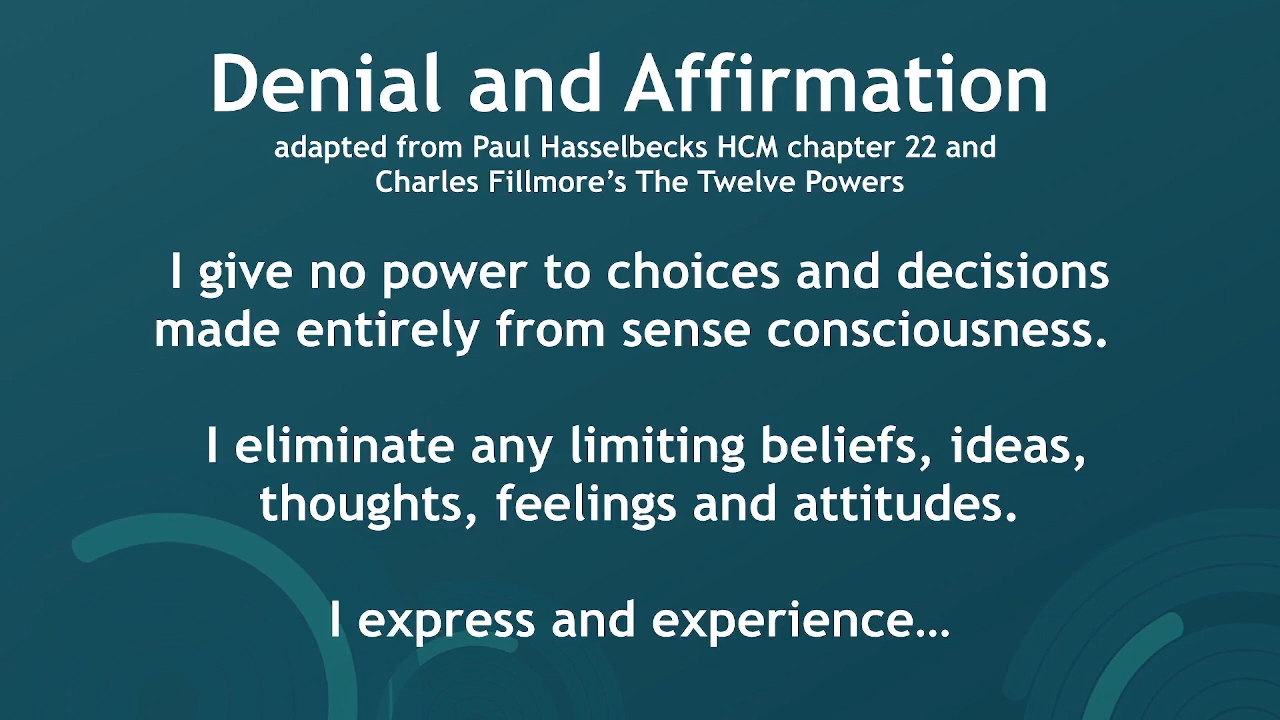 Denial and Affirmation
adapted from Paul Hasselbecks HCM chapter 22 and
Charles Fillmore’s The Twelve Powers
I give no power to choices and decisions
made entirely from sense consciousness.
I eliminate any limiting beliefs, ideas,
thoughts, feelings and attitudes.
I express and experience…